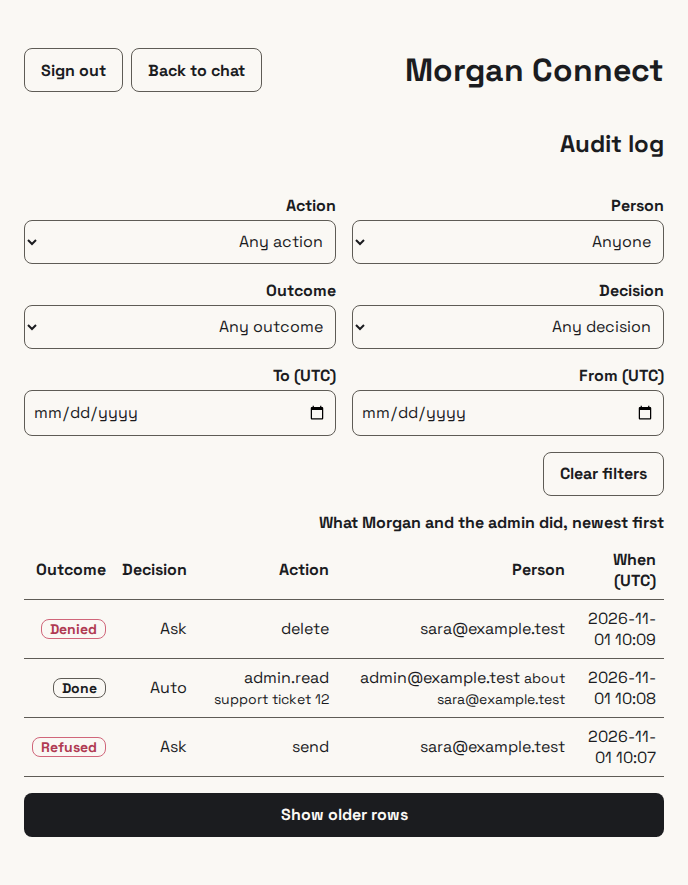 Morgan Connect
Back to chat
Sign out
Audit log
Person
Action
Anyone
Any action
Decision
Outcome
Any decision
Any outcome
From (UTC)
To (UTC)
mm/dd/yyyy
mm/dd/yyyy
Clear filters
What Morgan and the admin did, newest first
When (UTC) Person Action Decision Outcome
2026-11-01 10:09 sara@example.test delete Ask Denied
2026-11-01 10:08 admin@example.test about sara@example.test admin.read support ticket 12 Auto Done
2026-11-01 10:07 sara@example.test send Ask Refused
Show older rows